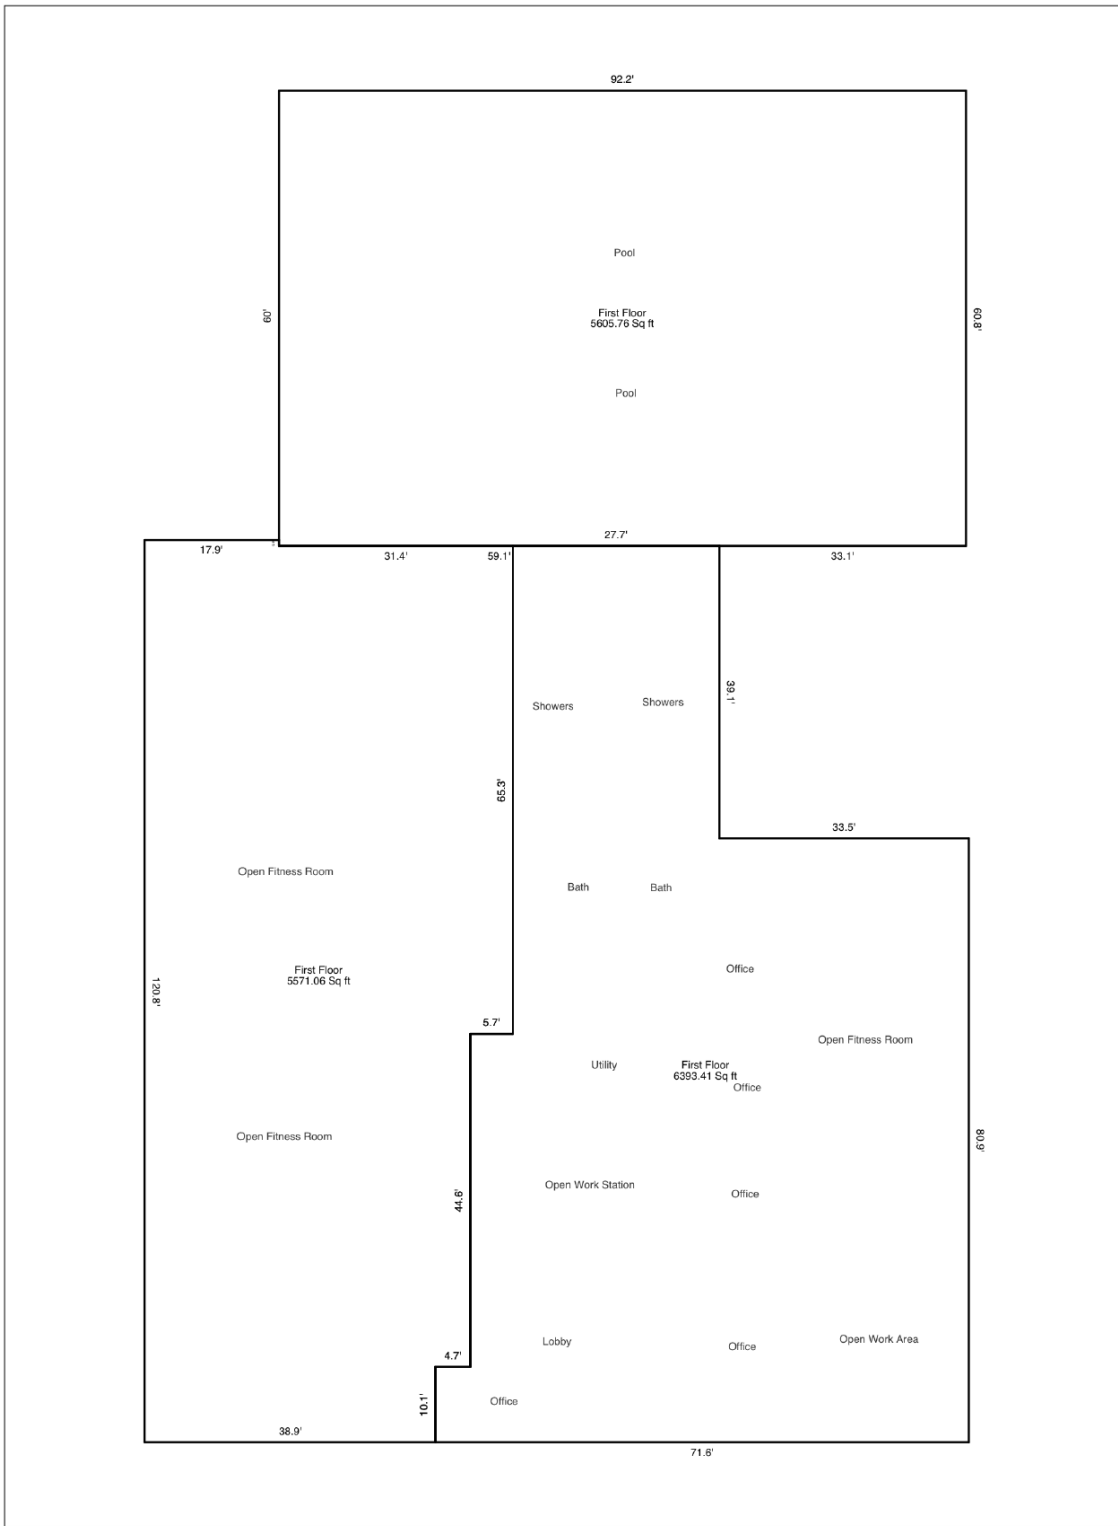 92.2'
Pool
60'
First Floor
5605.76 Sq ft
60.8'
Pool
27.7'
17.9'
31.4'
59.1'
33.1'
39.1'
Showers
Showers
65.3'
33.5'
Open Fitness Room
Bath
Bath
First Floor
5571.06 Sq ft
Office
120.8'
5.7'
Open Fitness Room
Utility
First Floor
6393.41 Sq ft
Office
Open Fitness Room
80.9'
Open Work Station
44.6'
Office
Lobby
Office
Open Work Area
4.7'
10.1'
Office
38.9'
71.6'